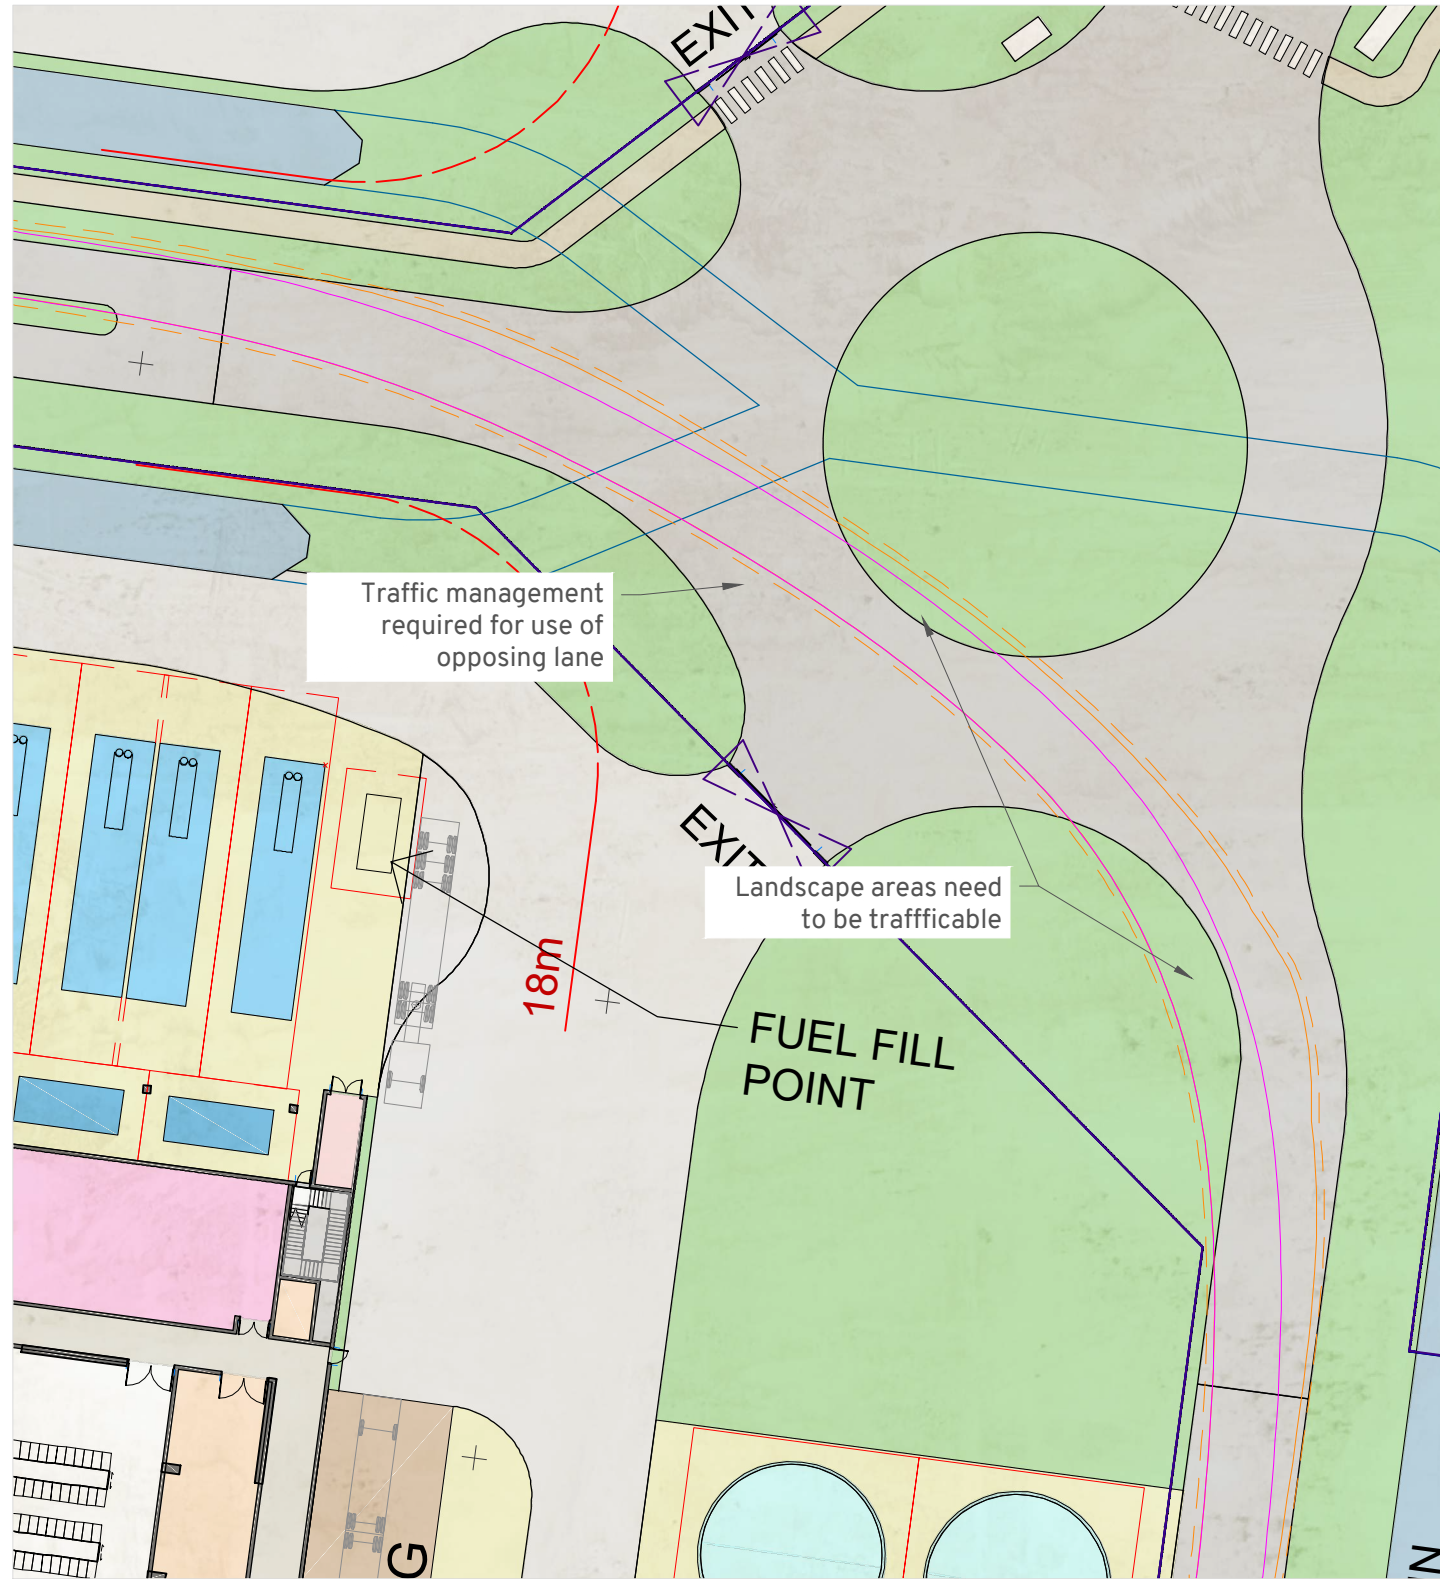 EXIT
Traffic management
required for use of
opposing lane
EXIT
Landscape areas need
to be traffficable
18m
FUEL FILL
POINT
G
N